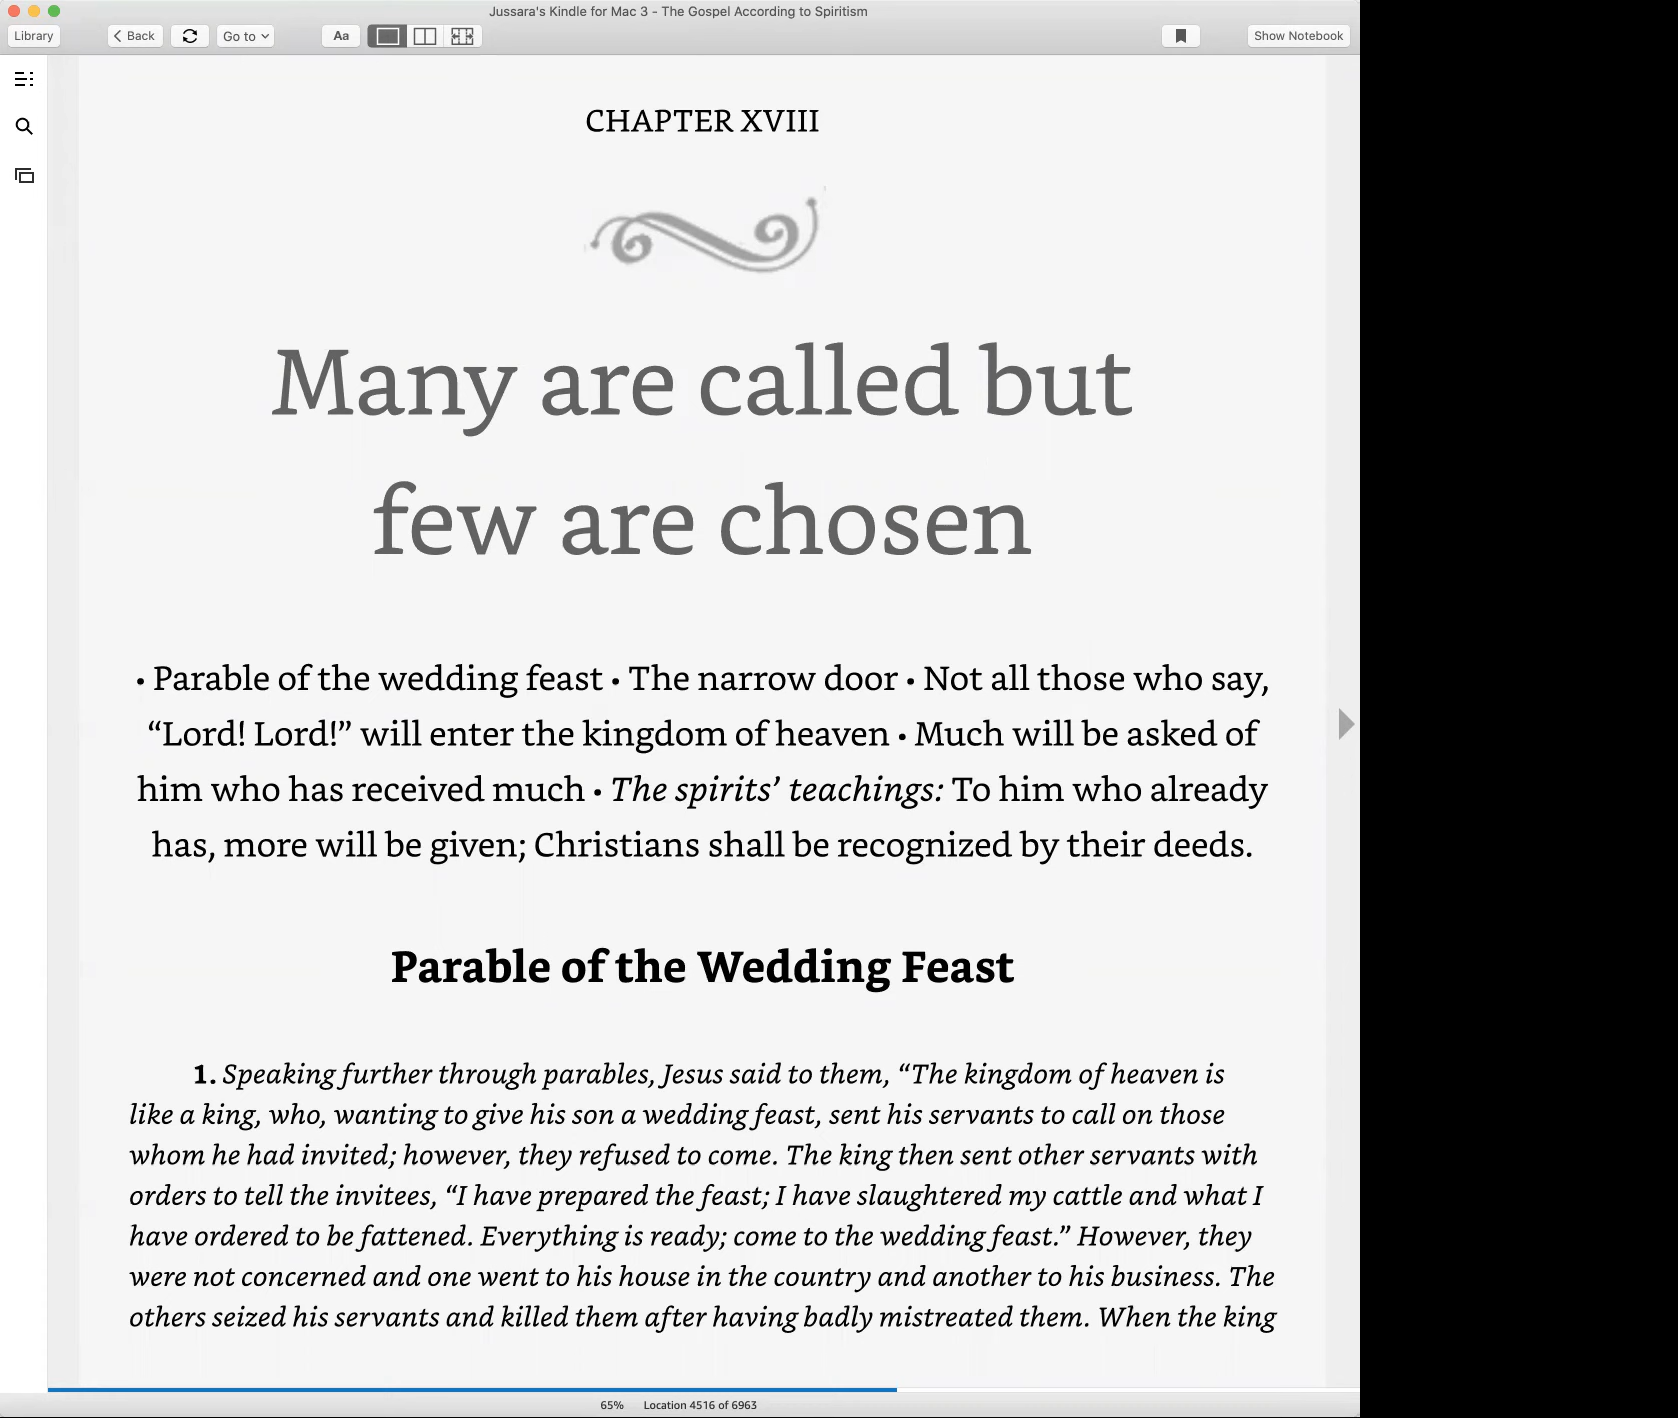 Jussara's Kindle for Mac 3 - The Gospel According to Spiritism
Library
Back
Go to
Aa
Show Notebook
CHAPTER XVIII
Many are called but
few are chosen
• Parable of the wedding feast • The narrow door • Not all those who say,
“Lord! Lord!” will enter the kingdom of heaven • Much will be asked of
him who has received much • The spirits’ teachings: To him who already
has, more will be given; Christians shall be recognized by their deeds.
Parable of the Wedding Feast
1. Speaking further through parables, Jesus said to them, “The kingdom of heaven is
like a king, who, wanting to give his son a wedding feast, sent his servants to call on those
whom he had invited; however, they refused to come. The king then sent other servants with
orders to tell the invitees, “I have prepared the feast; I have slaughtered my cattle and what I
have ordered to be fattened. Everything is ready; come to the wedding feast.” However, they
were not concerned and one went to his house in the country and another to his business. The
others seized his servants and killed them after having badly mistreated them. When the king
65% Location 4516 of 6963